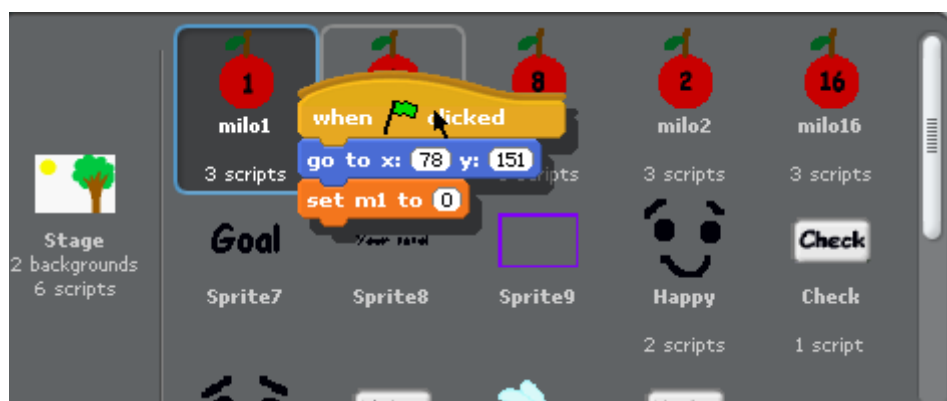 1
8
2
16
when clicked
milo1
milo2
milo16
go to x: 78 y: 151
3 scripts
3 scripts
3 scripts
set m1 to 0
Stage
2 backgrounds
6 scripts
Goal
Your total
Check
Sprite7
Sprite8
Sprite9
Happy
Check
2 scripts
1 script